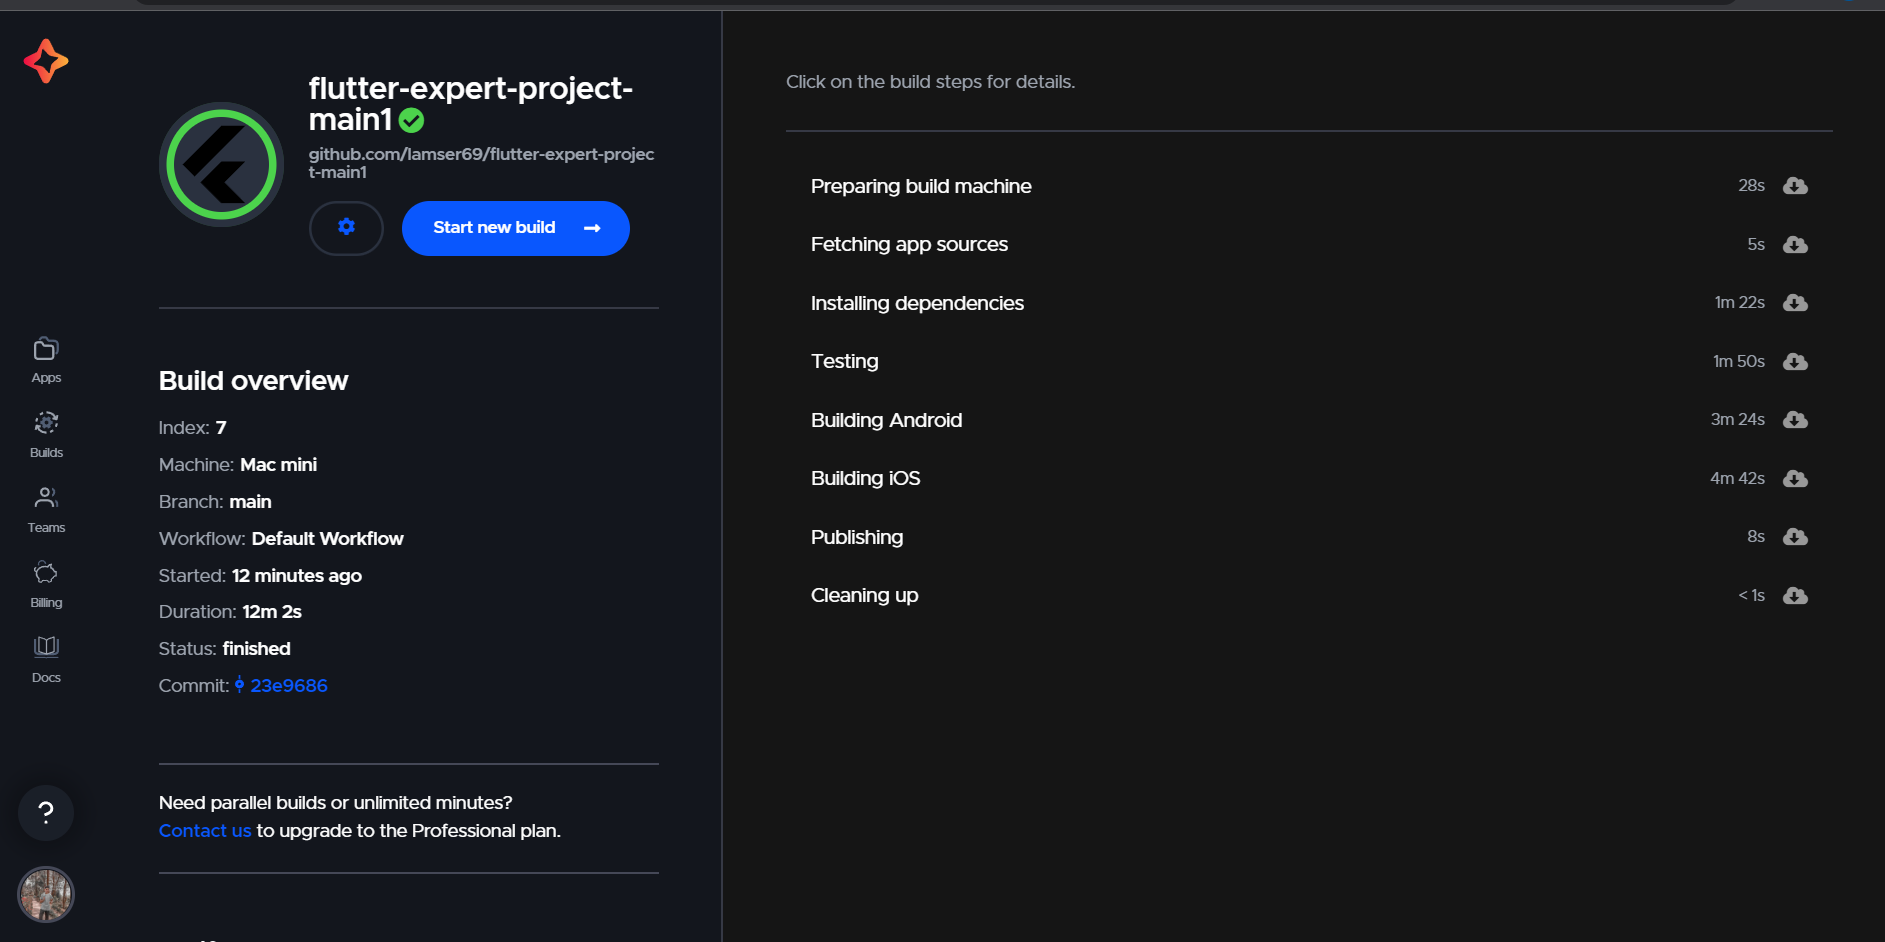 flutter-expert-project-
main1
github.com/lamser69/flutter-expert-projec
t-main1
Start new build
Build overview
Index: 7
Machine: Mac mini
Branch: main
Workflow: Default Workflow
Started: 12 minutes ago
Duration: 12m 2s
Status: finished
Commit: 23e9686
Need parallel builds or unlimited minutes?
Contact us to upgrade to the Professional plan.
Apps
Builds
Teams
Billing
Docs
?
Click on the build steps for details.
Preparing build machine 28s
Fetching app sources 5s
Installing dependencies 1m 22s
Testing 1m 50s
Building Android 3m 24s
Building iOS 4m 42s
Publishing 8s
Cleaning up < 1s